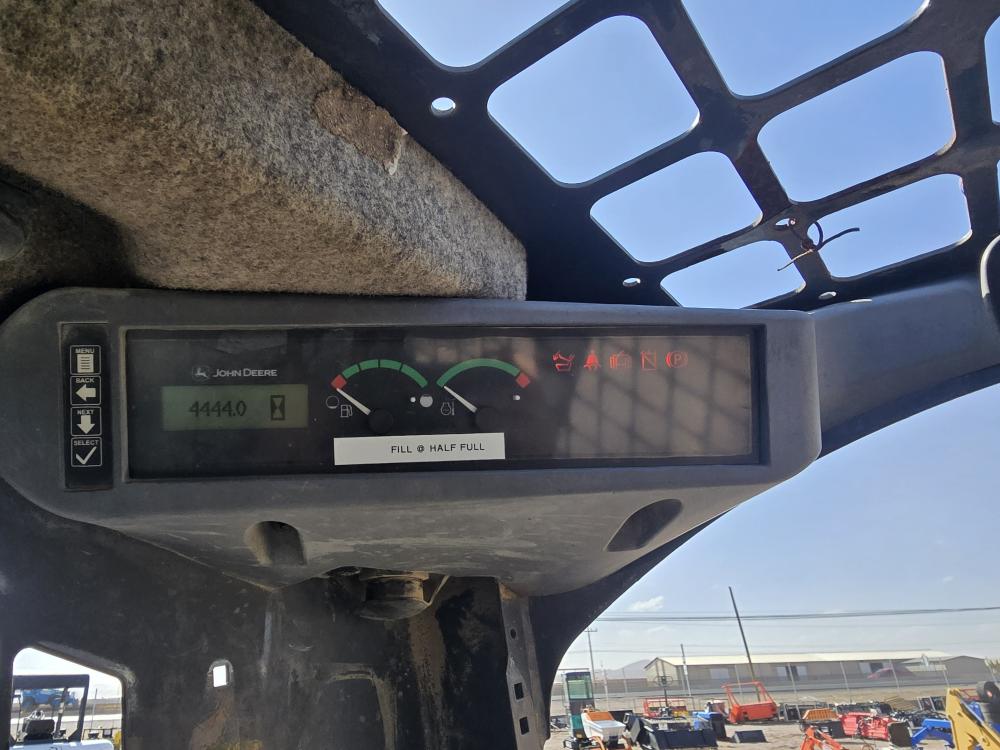 MENU
BACK
NEXT
SELECT
JOHN DEERE
4444.0
FILL @ HALF FULL
P